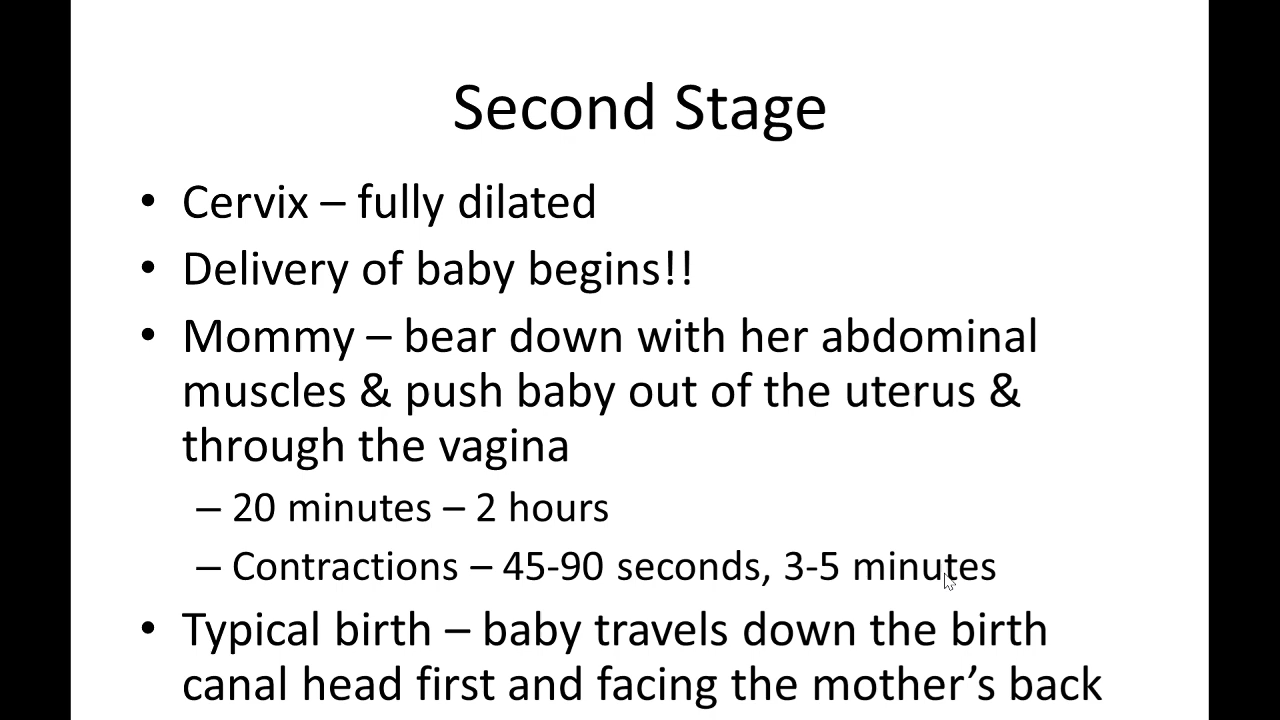 Second Stage
• Cervix – fully dilated
• Delivery of baby begins!!
• Mommy – bear down with her abdominal
muscles & push baby out of the uterus &
through the vagina
– 20 minutes – 2 hours
– Contractions – 45-90 seconds, 3-5 minutes
• Typical birth – baby travels down the birth
canal head first and facing the mother’s back